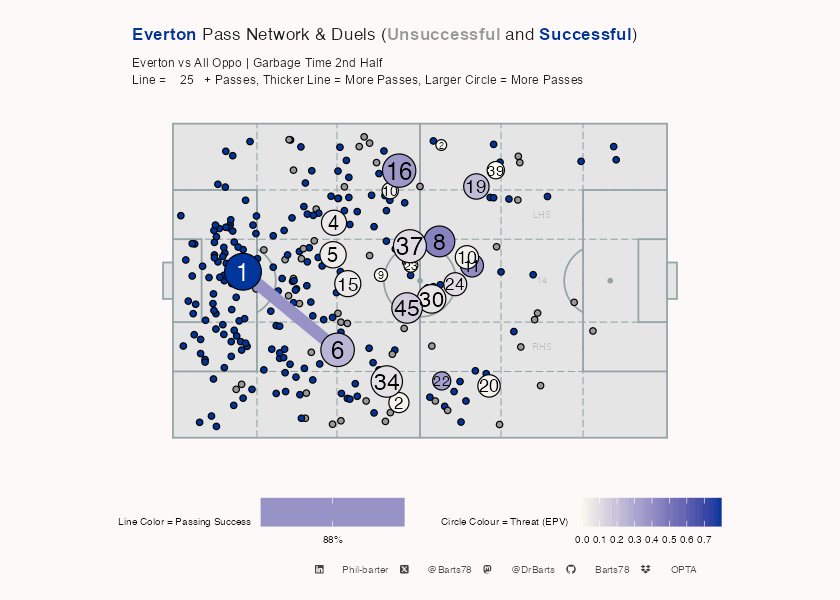 Everton Pass Network & Duels (Unsuccessful and Successful)
Everton vs All Oppo | Garbage Time 2nd Half
Line = 25 + Passes, Thicker Line = More Passes, Larger Circle = More Passes
2
16
39
10
19
LHS
4
37
8
5
10
23
11
1
9
15
24
14
30
45
6
RHS
34
22
20
2
Line Color = Passing Success
88%
Circle Colour = Threat (EPV)
0.0 0.1 0.2 0.3 0.4 0.5 0.6 0.7
Phil-barter @Barts78 @DrBarts Barts78 OPTA